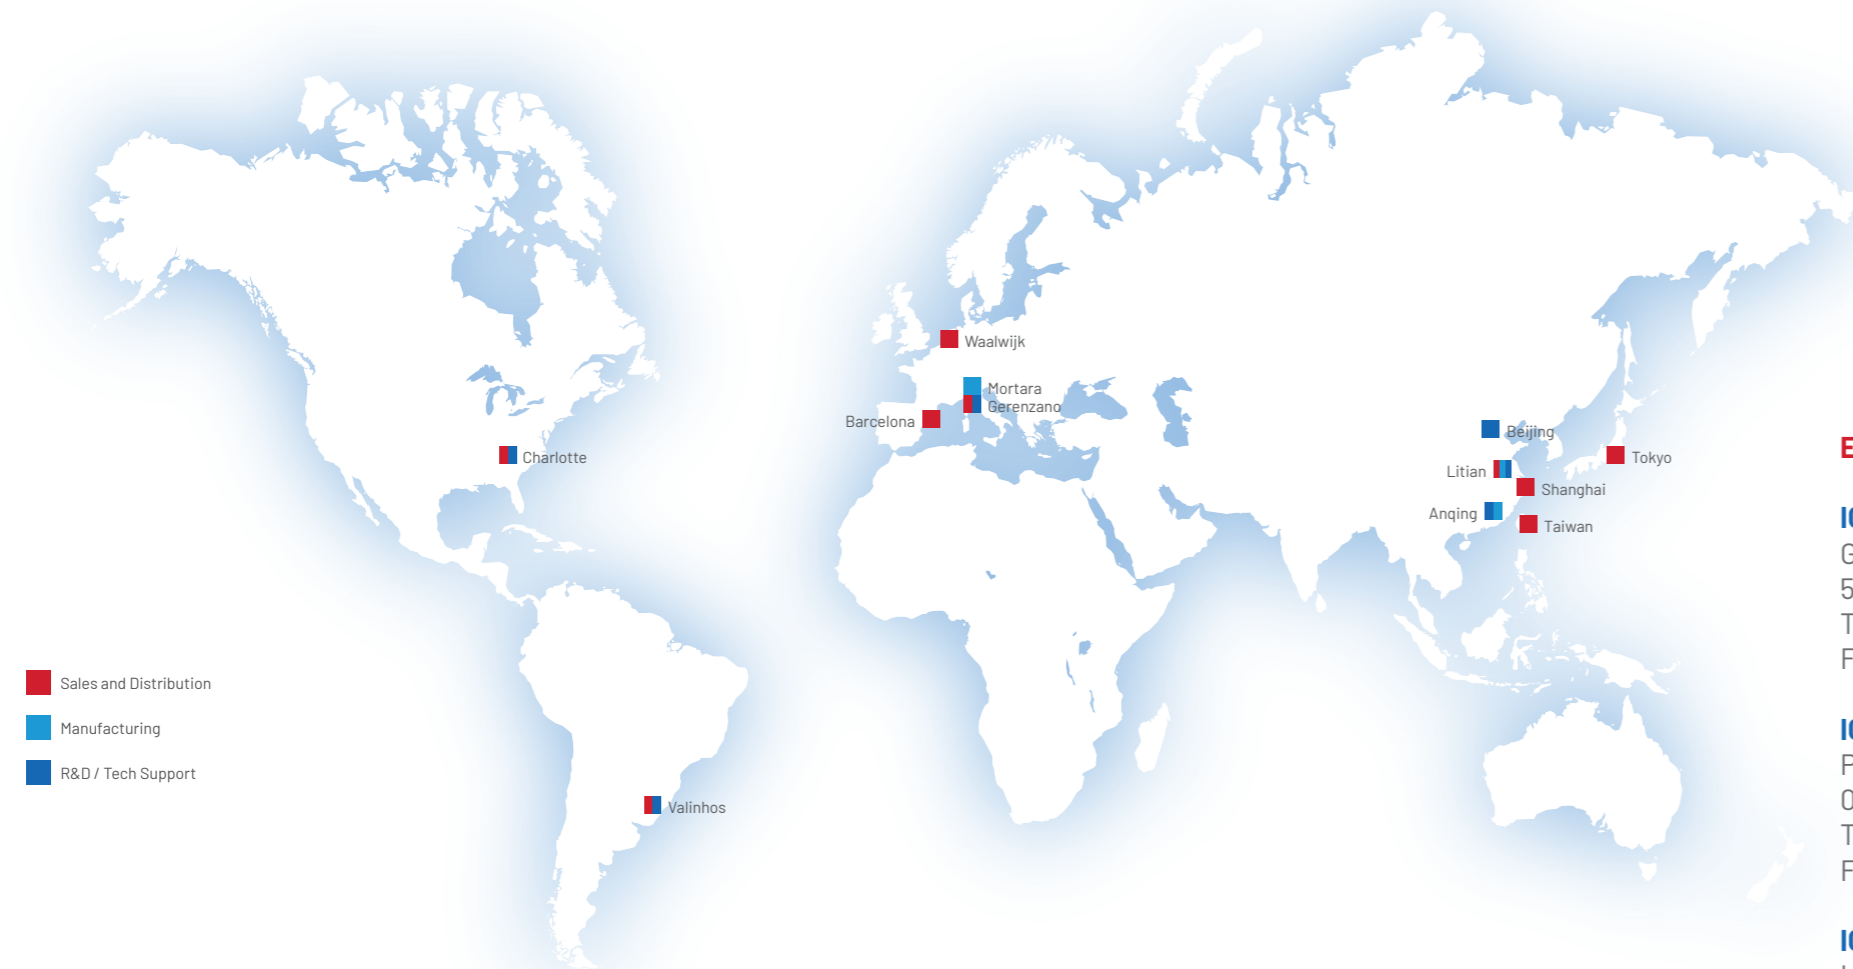 Waalwijk
Mortara
Gerenzano
Barcelona
Charlotte
Beijing
Litian
Tokyo
Shanghai
Anqing
Taiwan
Sales and Distribution
Manufacturing
R&D / Tech Support
Valinhos